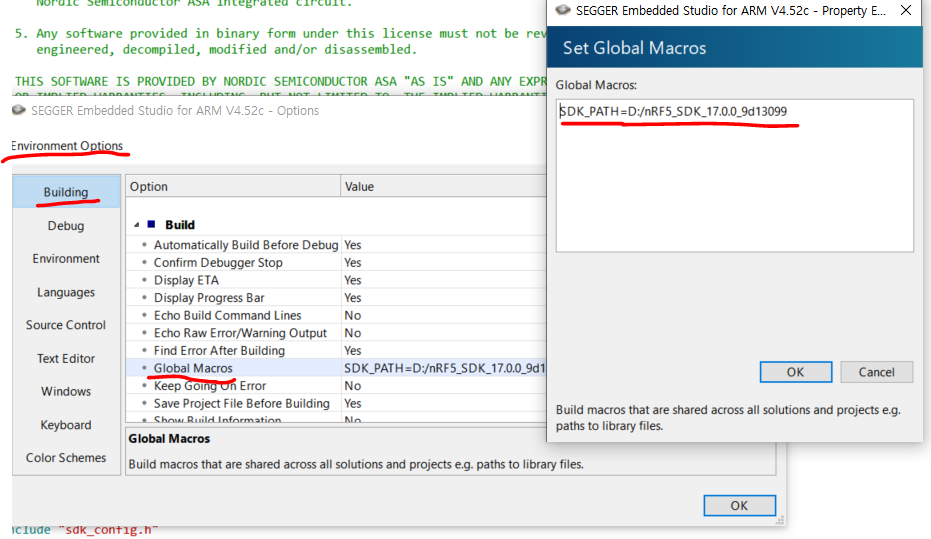 Nordic Semiconductor ASA integrated circuit.
5. Any software provided in binary form under this license must not be rev
engineered, decompiled, modified and/or disassembled.
THIS SOFTWARE IS PROVIDED BY NORDIC SEMICONDUCTOR ASA "AS IS" AND ANY EXPR
OR IMPLIED WARRANTIES, INCLUDING, BUT NOT LIMITED TO, THE IMPLIED WARRANTI
SEGGER Embedded Studio for ARM V4.52c - Options
Environment Options
Building
Debug
Environment
Languages
Source Control
Text Editor
Windows
Keyboard
Color Schemes
Option Value
Build
Automatically Build Before Debug Yes
Confirm Debugger Stop Yes
Display ETA Yes
Display Progress Bar Yes
Echo Build Command Lines No
Echo Raw Error/Warning Output No
Find Error After Building Yes
Global Macros SDK_PATH=D:/nRF5_SDK_17.0.0_9d1
Keep Going On Error No
Save Project File Before Building Yes
Show Build Information No
Global Macros
Build macros that are shared across all solutions and projects e.g. paths to library files.
OK
nclude "sdk_config.h"
SEGGER Embedded Studio for ARM V4.52c - Property E...
Set Global Macros
Global Macros:
SDK_PATH=D:/nRF5_SDK_17.0.0_9d13099
OK Cancel
Build macros that are shared across all solutions and projects e.g.
paths to library files.